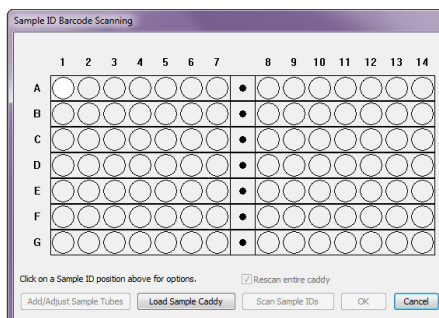 Sample ID Barcode Scanning
1 2 3 4 5 6 7 8 9 10 11 12 13 14
A
B
C
D
E
F
G
Click on a Sample ID position above for options.
Rescan entire caddy
Add/Adjust Sample Tubes Load Sample Caddy Scan Sample IDs OK Cancel